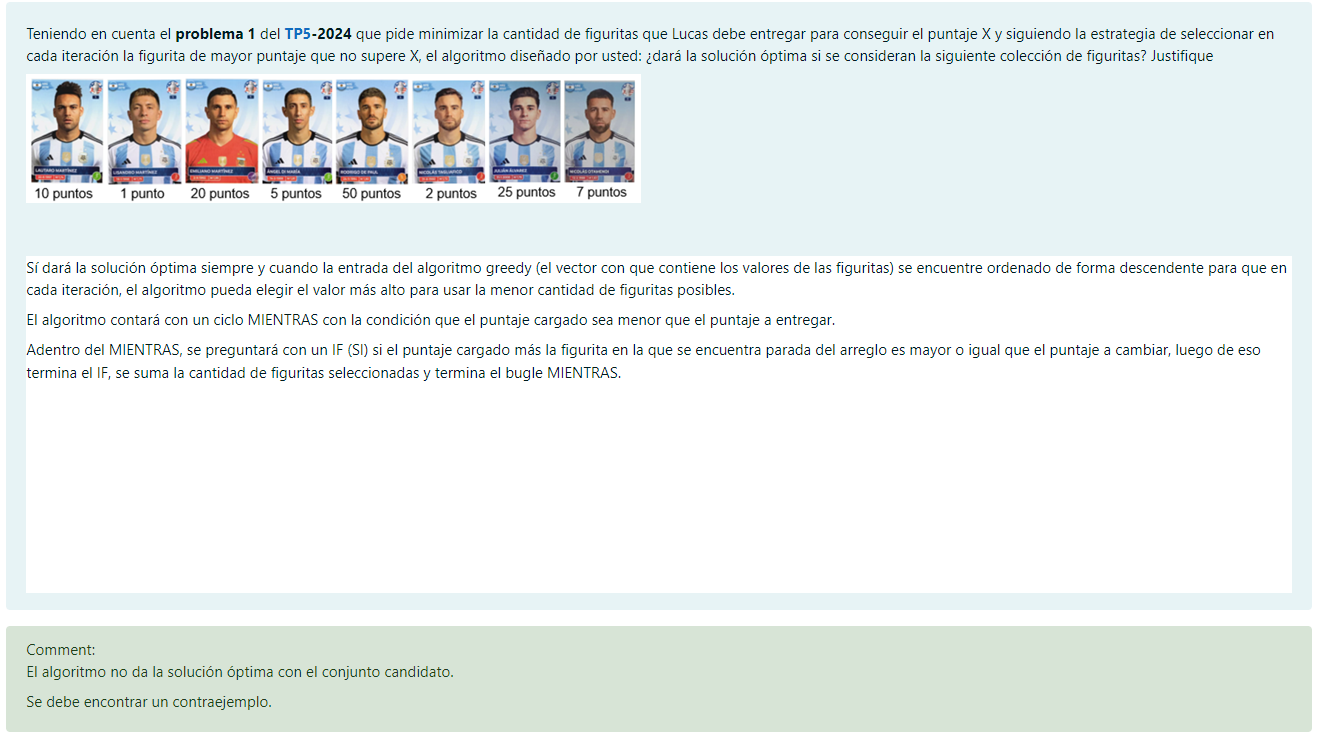 Teniendo en cuenta el problema 1 del TP5-2024 que pide minimizar la cantidad de figuritas que Lucas debe entregar para conseguir el puntaje X y siguiendo la estrategia de seleccionar en
cada iteración la figurita de mayor puntaje que no supere X, el algoritmo diseñado por usted: ¿dará la solución óptima si se consideran la siguiente colección de figuritas? Justifique
LAUTARO MARTÍNEZ LISANDRO MARTÍNEZ EMILIANO MARTÍNEZ ÁNGEL DI MARÍA RODRIGO DE PAUL NICOLÁS TAGLIAFICO JULIÁN ÁLVAREZ NICOLÁS OTAMENDI
10 puntos 1 punto 20 puntos 5 puntos 50 puntos 2 puntos 25 puntos 7 puntos
Sí dará la solución óptima siempre y cuando la entrada del algoritmo greedy (el vector con que contiene los valores de las figuritas) se encuentre ordenado de forma descendente para que en
cada iteración, el algoritmo pueda elegir el valor más alto para usar la menor cantidad de figuritas posibles.
El algoritmo contará con un ciclo MIENTRAS con la condición que el puntaje cargado sea menor que el puntaje a entregar.
Adentro del MIENTRAS, se preguntará con un IF (SI) si el puntaje cargado más la figurita en la que se encuentra parada del arreglo es mayor o igual que el puntaje a cambiar, luego de eso
termina el IF, se suma la cantidad de figuritas seleccionadas y termina el bugle MIENTRAS.
Comment:
El algoritmo no da la solución óptima con el conjunto candidato.
Se debe encontrar un contraejemplo.